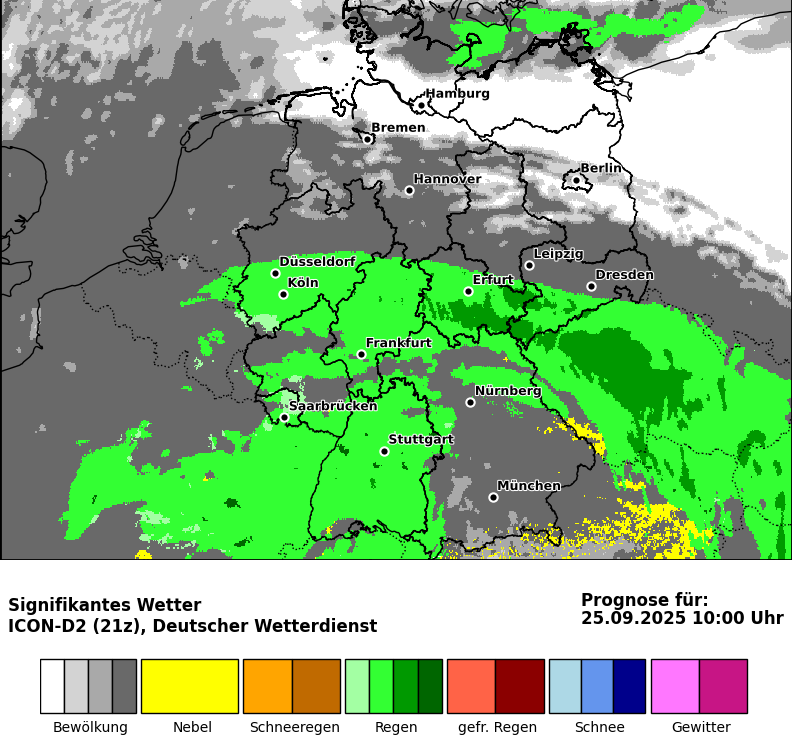 Hamburg
Bremen
Berlin
Hannover
Leipzig
Düsseldorf
Dresden
Köln
Erfurt
Frankfurt
Nürnberg
Saarbrücken
Stuttgart
München
Signifikantes Wetter
ICON-D2 (21z), Deutscher Wetterdienst
Prognose für:
25.09.2025 10:00 Uhr
Bewölkung
Nebel
Schneeregen
Regen
gefr. Regen
Schnee
Gewitter